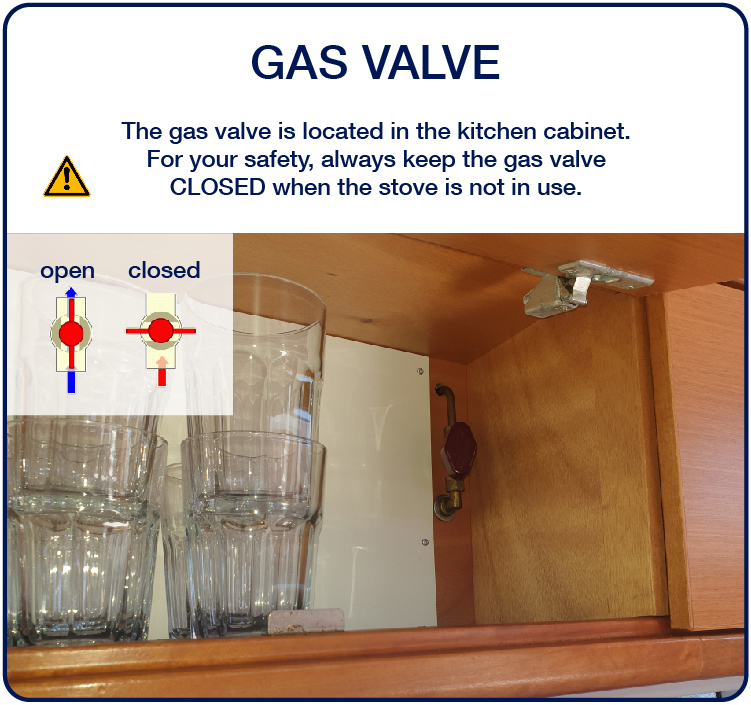 GAS VALVE
The gas valve is located in the kitchen cabinet.
For your safety, always keep the gas valve
CLOSED when the stove is not in use.
open closed